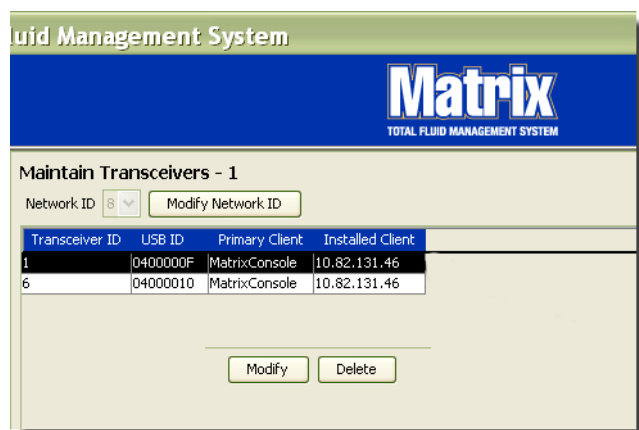 luid Management System
Matrix
TOTAL FLUID MANAGEMENT SYSTEM
Maintain Transceivers - 1
Network ID 8 Modify Network ID
Transceiver ID USB ID Primary Client Installed Client
1 0400000F MatrixConsole 10.82.131.46
6 04000010 MatrixConsole 10.82.131.46
Modify Delete